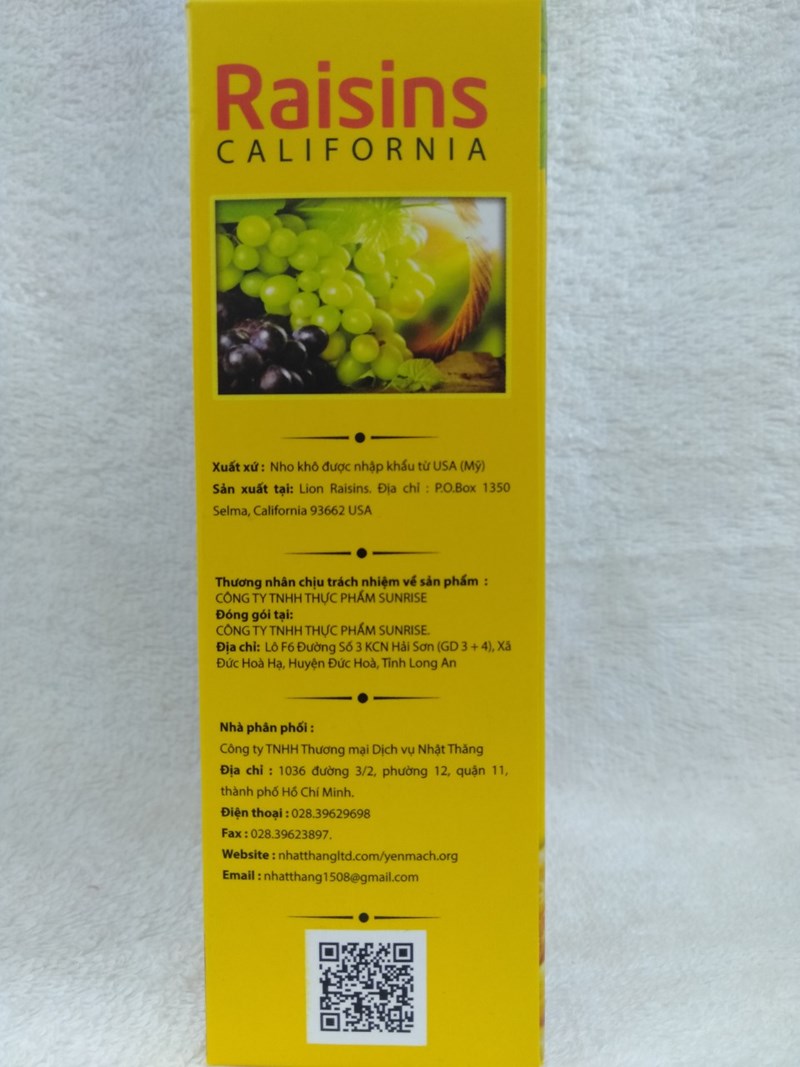 Raisins
CALIFORNIA
Xuất xứ : Nho khô được nhập khẩu từ USA (Mỹ)
Sản xuất tại: Lion Raisins. Địa chỉ : P.O.Box 1350
Selma, California 93662 USA
Thương nhân chịu trách nhiệm về sản phẩm :
CÔNG TY TNHH THỰC PHẨM SUNRISE
Đóng gói tại:
CÔNG TY TNHH THỰC PHẨM SUNRISE.
Địa chỉ: Lô F6 Đường Số 3 KCN Hải Sơn (GD 3 + 4), Xã
Đức Hoà Hạ, Huyện Đức Hoà, Tỉnh Long An
Nhà phân phối :
Công ty TNHH Thương mại Dịch vụ Nhật Thăng
Địa chỉ : 1036 đường 3/2, phường 12, quận 11,
thành phố Hồ Chí Minh.
Điện thoại : 028.39629698
Fax : 028.39623897.
Website : nhatthangltd.com/yenmach.org
Email : nhatthang1508@gmail.com